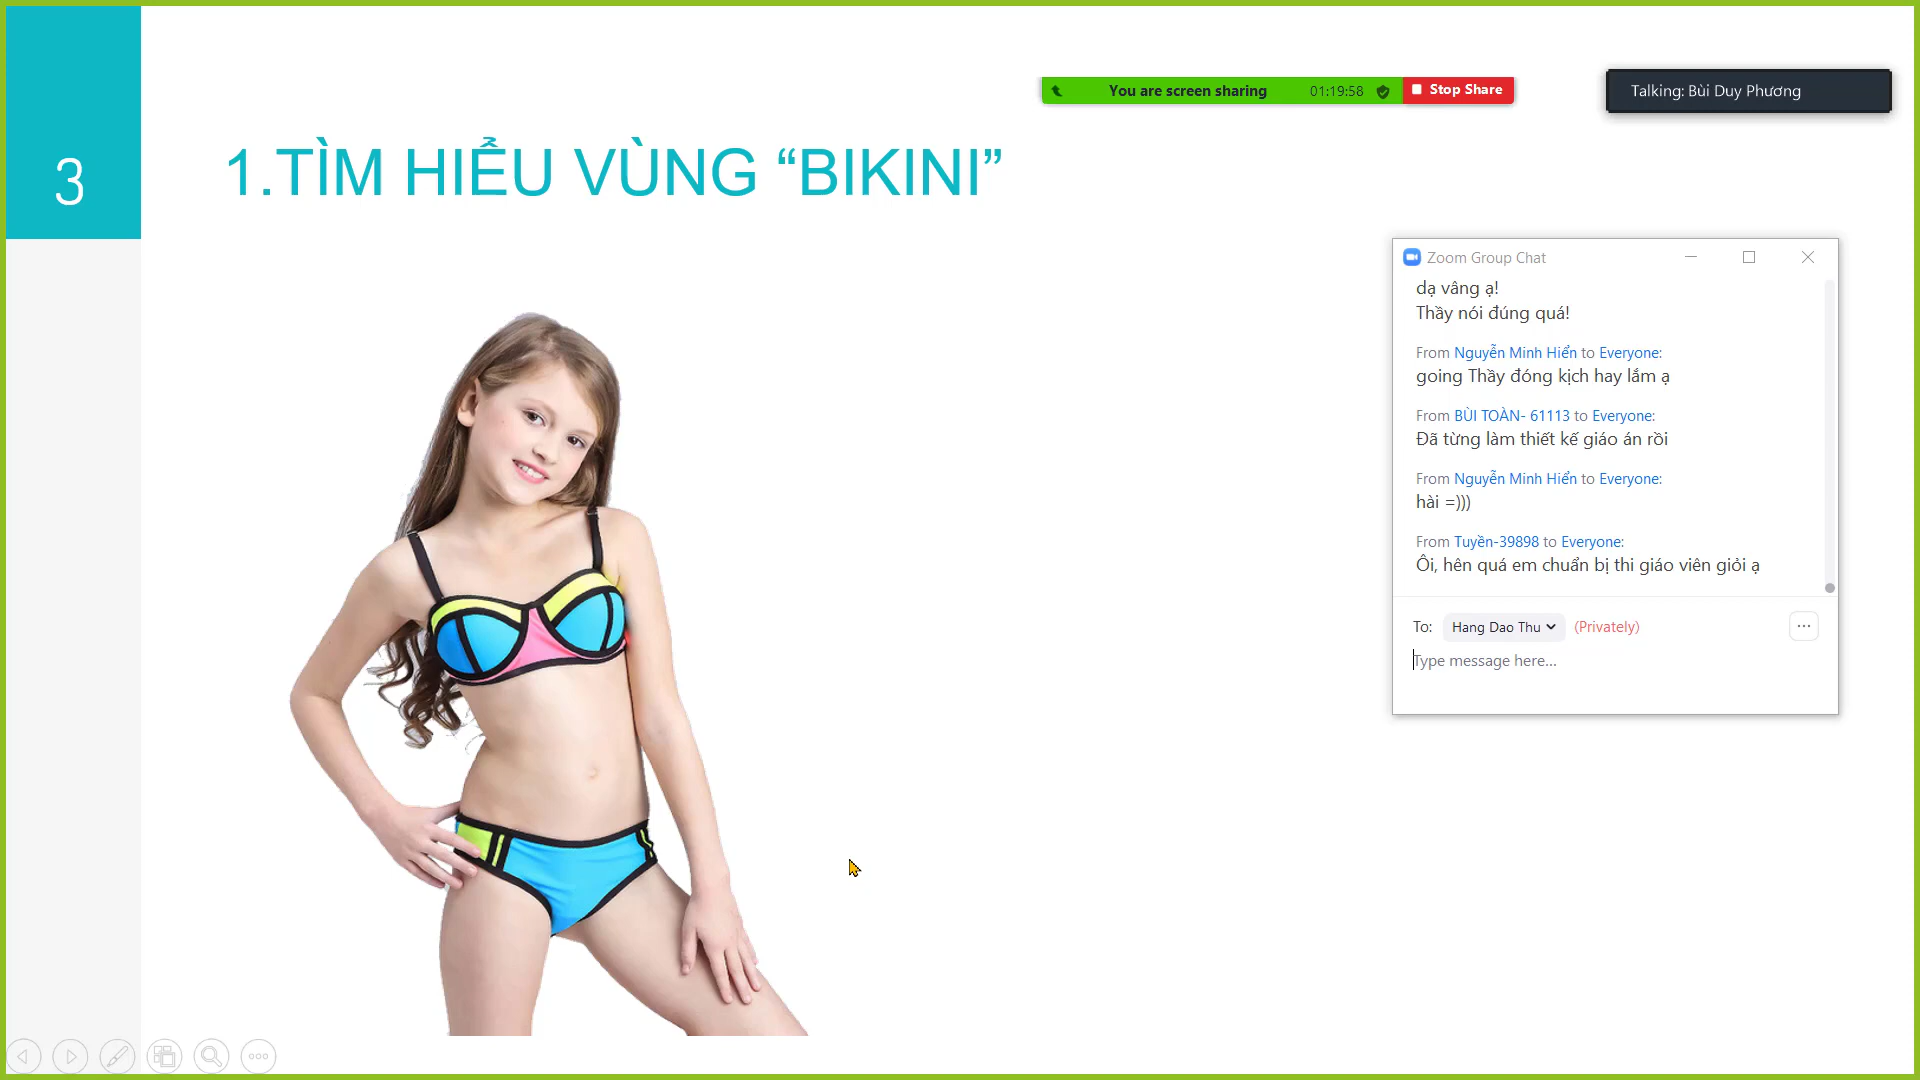 You are screen sharing 01:19:58 Stop Share
Talking: Bùi Duy Phương
3
1.TÌM HIỂU VÙNG “BIKINI”
Zoom Group Chat
dạ vâng ạ!
Thầy nói đúng quá!
From Nguyễn Minh Hiển to Everyone:
going Thầy đóng kịch hay lắm ạ
From BÙI TOÀN- 61113 to Everyone:
Đã từng làm thiết kế giáo án rồi
From Nguyễn Minh Hiển to Everyone:
hài =)))
From Tuyền-39898 to Everyone:
Ôi, hên quá em chuẩn bị thi giáo viên giỏi ạ
To: Hang Dao Thu (Privately)
Type message here...